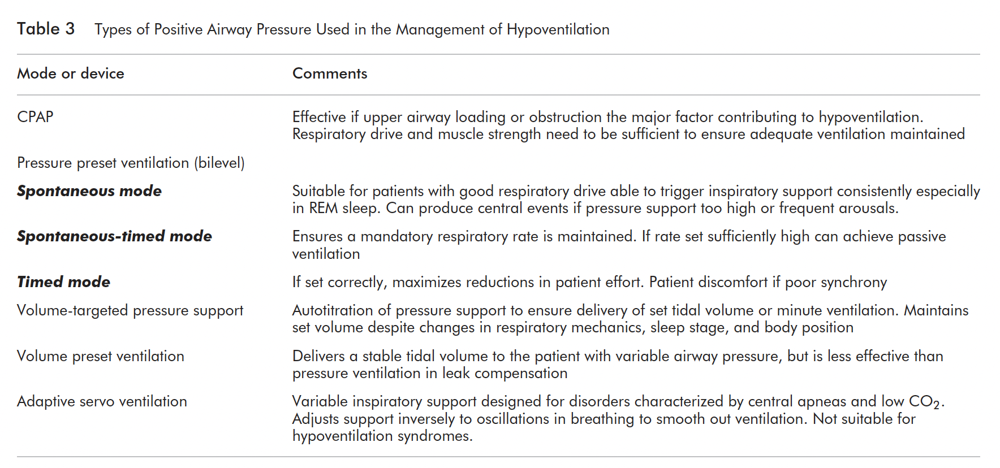 Table 3 Types of Positive Airway Pressure Used in the Management of Hypoventilation
Mode or device Comments
CPAP Effective if upper airway loading or obstruction the major factor contributing to hypoventilation.
Respiratory drive and muscle strength need to be sufficient to ensure adequate ventilation maintained
Pressure preset ventilation (bilevel)
Spontaneous mode Suitable for patients with good respiratory drive able to trigger inspiratory support consistently especially
in REM sleep. Can produce central events if pressure support too high or frequent arousals.
Spontaneous-timed mode Ensures a mandatory respiratory rate is maintained. If rate set sufficiently high can achieve passive
ventilation
Timed mode If set correctly, maximizes reductions in patient effort. Patient discomfort if poor synchrony
Volume-targeted pressure support Autotitration of pressure support to ensure delivery of set tidal volume or minute ventilation. Maintains
set volume despite changes in respiratory mechanics, sleep stage, and body position
Volume preset ventilation Delivers a stable tidal volume to the patient with variable airway pressure, but is less effective than
pressure ventilation in leak compensation
Adaptive servo ventilation Variable inspiratory support designed for disorders characterized by central apneas and low CO₂.
Adjusts support inversely to oscillations in breathing to smooth out ventilation. Not suitable for
hypoventilation syndromes.